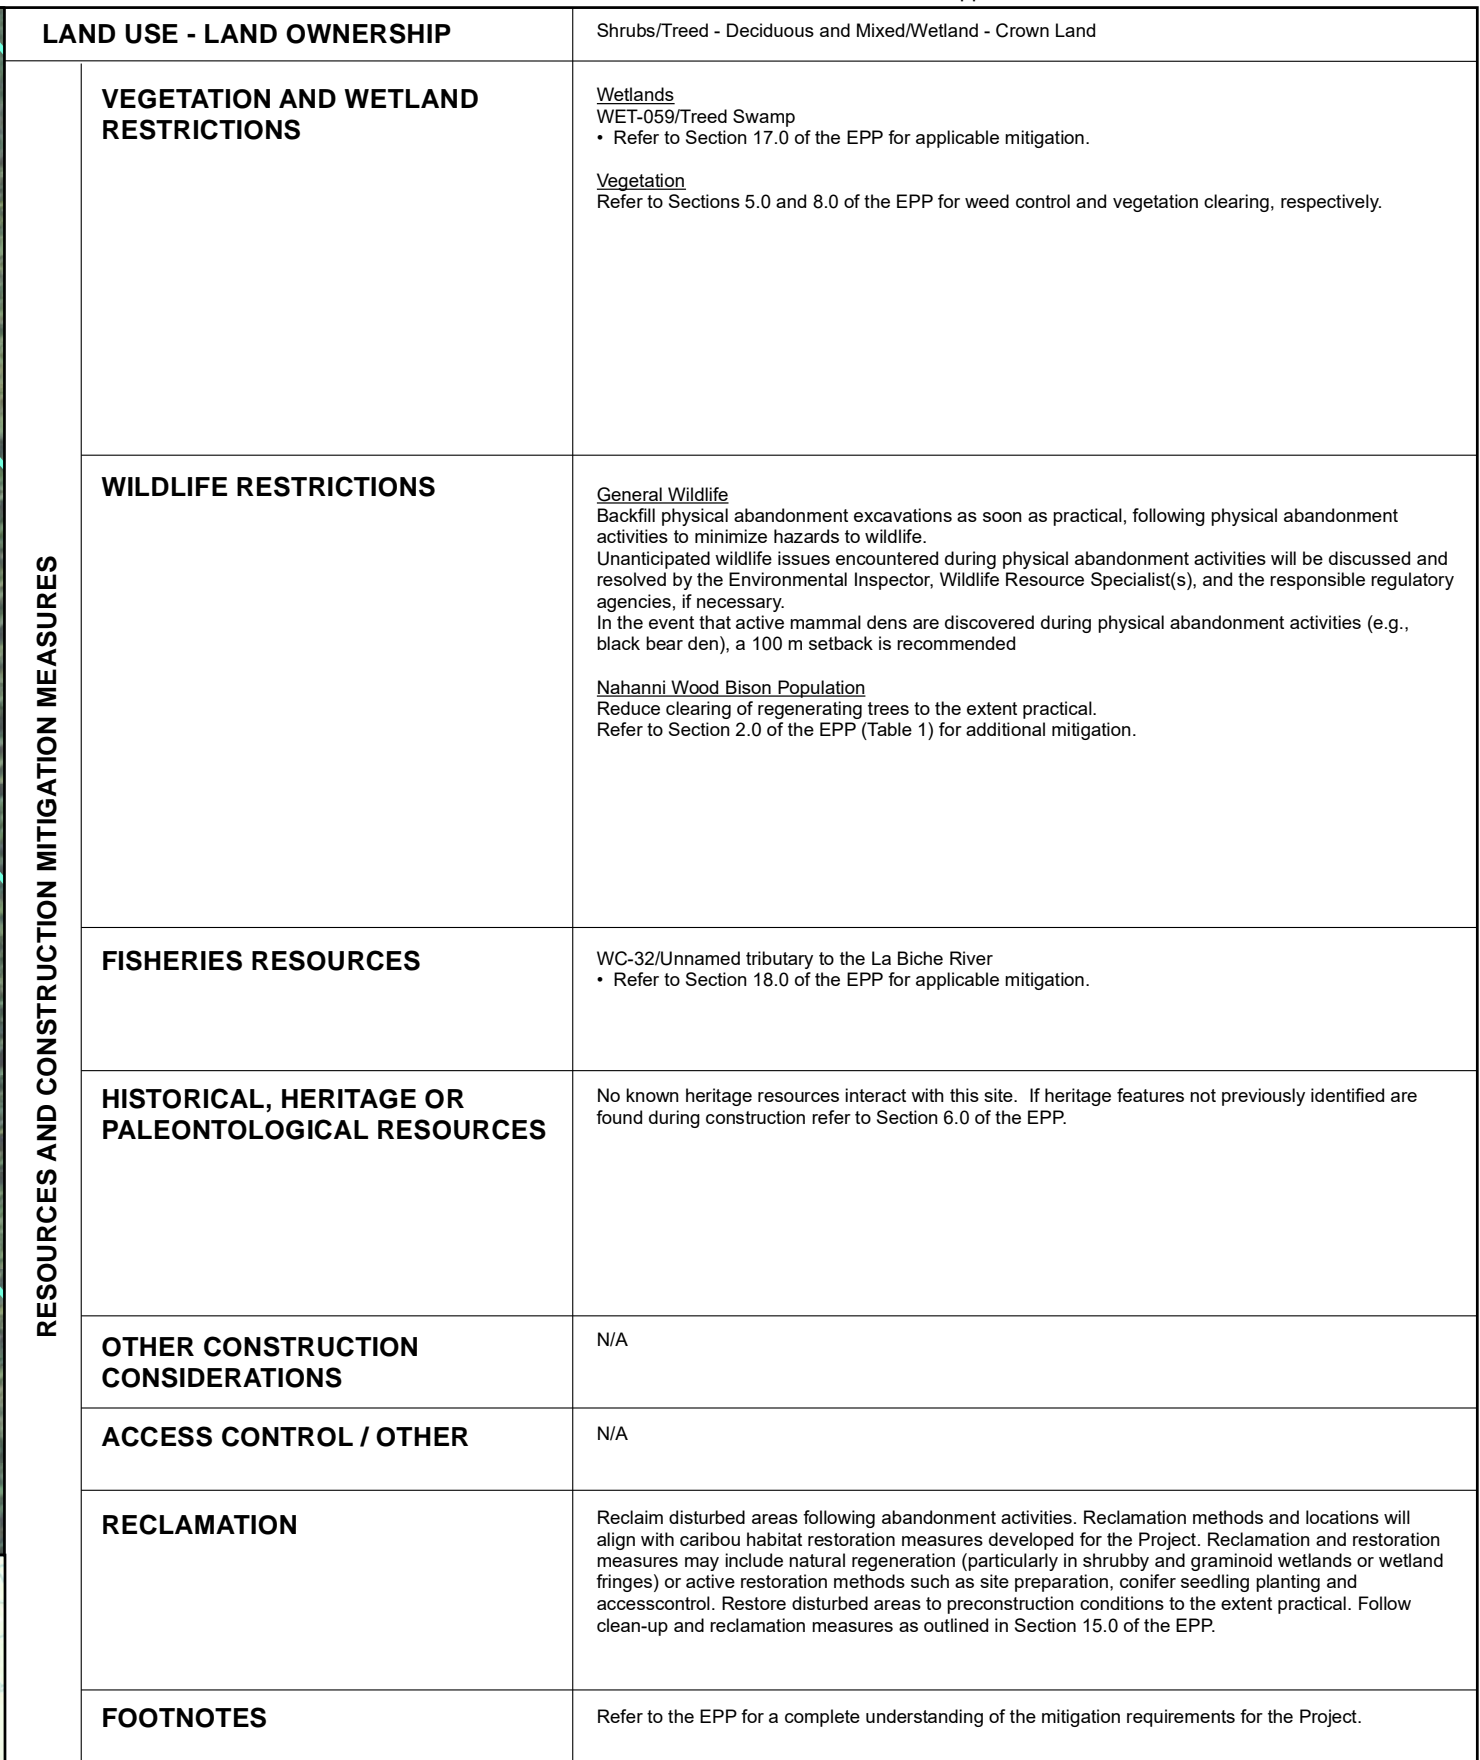 LAND USE - LAND OWNERSHIP
Shrubs/Treed - Deciduous and Mixed/Wetland - Crown Land
RESOURCES AND CONSTRUCTION MITIGATION MEASURES
VEGETATION AND WETLAND
RESTRICTIONS
Wetlands
WET-059/Treed Swamp
• Refer to Section 17.0 of the EPP for applicable mitigation.
Vegetation
Refer to Sections 5.0 and 8.0 of the EPP for weed control and vegetation clearing, respectively.
WILDLIFE RESTRICTIONS
General Wildlife
Backfill physical abandonment excavations as soon as practical, following physical abandonment
activities to minimize hazards to wildlife.
Unanticipated wildlife issues encountered during physical abandonment activities will be discussed and
resolved by the Environmental Inspector, Wildlife Resource Specialist(s), and the responsible regulatory
agencies, if necessary.
In the event that active mammal dens are discovered during physical abandonment activities (e.g.,
black bear den), a 100 m setback is recommended
Nahanni Wood Bison Population
Reduce clearing of regenerating trees to the extent practical.
Refer to Section 2.0 of the EPP (Table 1) for additional mitigation.
FISHERIES RESOURCES
WC-32/Unnamed tributary to the La Biche River
• Refer to Section 18.0 of the EPP for applicable mitigation.
HISTORICAL, HERITAGE OR
PALEONTOLOGICAL RESOURCES
No known heritage resources interact with this site.  If heritage features not previously identified are
found during construction refer to Section 6.0 of the EPP.
OTHER CONSTRUCTION
CONSIDERATIONS
N/A
ACCESS CONTROL / OTHER
N/A
RECLAMATION
Reclaim disturbed areas following abandonment activities. Reclamation methods and locations will
align with caribou habitat restoration measures developed for the Project. Reclamation and restoration
measures may include natural regeneration (particularly in shrubby and graminoid wetlands or wetland
fringes) or active restoration methods such as site preparation, conifer seedling planting and
accesscontrol. Restore disturbed areas to preconstruction conditions to the extent practical. Follow
clean-up and reclamation measures as outlined in Section 15.0 of the EPP.
FOOTNOTES
Refer to the EPP for a complete understanding of the mitigation requirements for the Project.